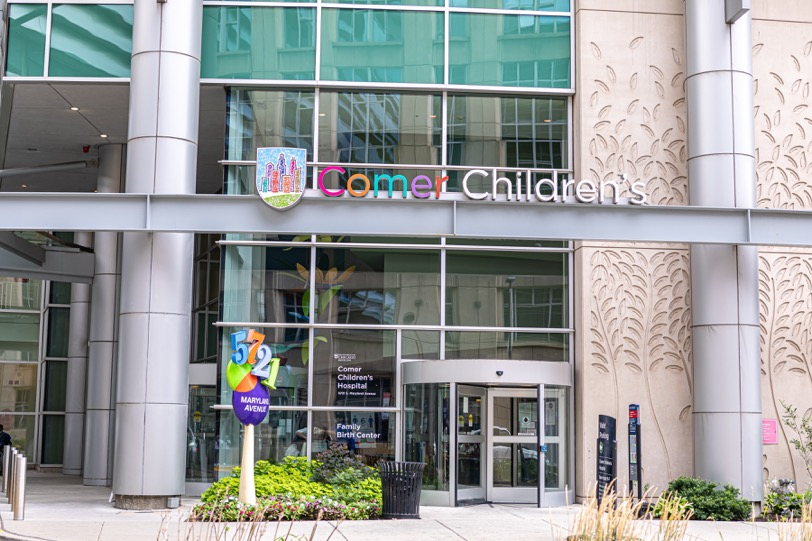 Comer Children's
5721
MARYLAND
AVENUE
Comer
Children's
Hospital
Family
Birth Center